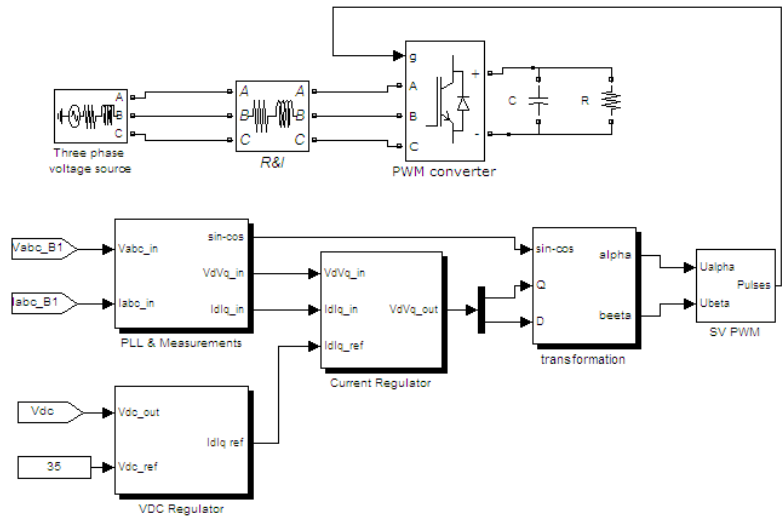 g
A
B
C
+
-
PWM converter
C
R
A
B
C
Three phase
voltage source
A
B
C
A
B
C
R&l
Vabc_B1
Iabc_B1
Vabc_in
Iabc_in
sin-cos
VdVq_in
IdIq_in
PLL & Measurements
VdVq_in
IdIq_in
IdIq_ref
VdVq_out
Current Regulator
sin-cos
Q
D
alpha
beeta
transformation
Ualpha
Ubeta
Pulses
SV PWM
Vdc
35
Vdc_out
Vdc_ref
IdIq ref
VDC Regulator